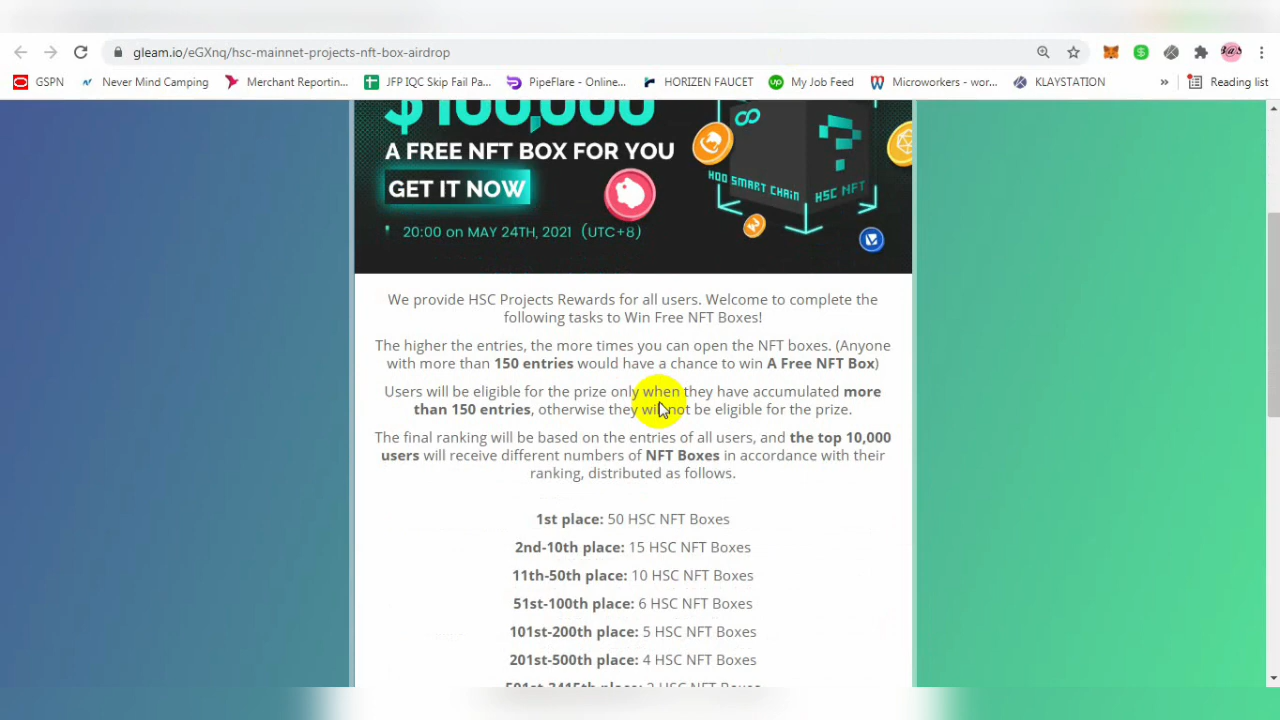 gleam.io/eGXnq/hsc-mainnet-projects-nft-box-airdrop
GSPN
Never Mind Camping
Merchant Reportin...
JFP IQC Skip Fail Pa...
PipeFlare - Online...
HORIZEN FAUCET
My Job Feed
Microworkers - wor...
KLAYSTATION
»
Reading list
$100,000
A FREE NFT BOX FOR YOU
GET IT NOW
20:00 on MAY 24TH, 2021 (UTC+8)
HOO SMART CHAIN
HSC NFT
We provide HSC Projects Rewards for all users. Welcome to complete the
following tasks to Win Free NFT Boxes!
The higher the entries, the more times you can open the NFT boxes. (Anyone
with more than 150 entries would have a chance to win A Free NFT Box)
Users will be eligible for the prize only when they have accumulated more
than 150 entries, otherwise they will not be eligible for the prize.
The final ranking will be based on the entries of all users, and the top 10,000
users will receive different numbers of NFT Boxes in accordance with their
ranking, distributed as follows.
1st place: 50 HSC NFT Boxes
2nd-10th place: 15 HSC NFT Boxes
11th-50th place: 10 HSC NFT Boxes
51st-100th place: 6 HSC NFT Boxes
101st-200th place: 5 HSC NFT Boxes
201st-500th place: 4 HSC NFT Boxes